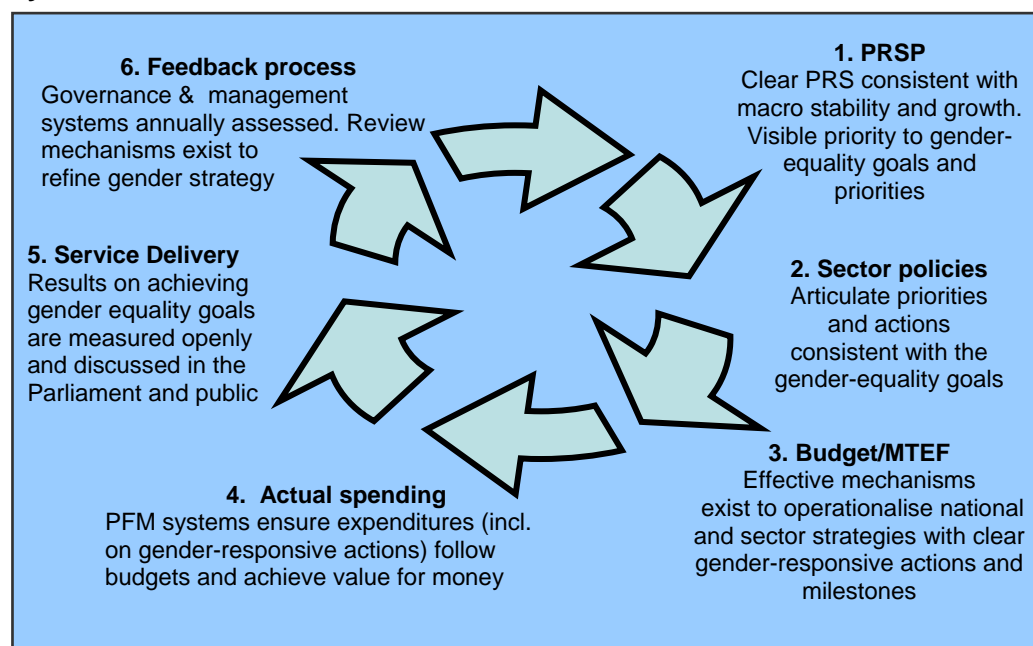 1. PRSP
Clear PRS consistent with
macro stability and growth.
Visible priority to gender-
equality goals and
priorities
2. Sector policies
Articulate priorities
and actions
consistent with the
gender-equality goals
3. Budget/MTEF
Effective mechanisms
exist to operationalise national
and sector strategies with clear
gender-responsive actions and
milestones
4. Actual spending
PFM systems ensure expenditures (incl.
on gender-responsive actions) follow
budgets and achieve value for money
5. Service Delivery
Results on achieving
gender equality goals
are measured openly
and discussed in the
Parliament and public
6. Feedback process
Governance & management
systems annually assessed. Review
mechanisms exist to
refine gender strategy